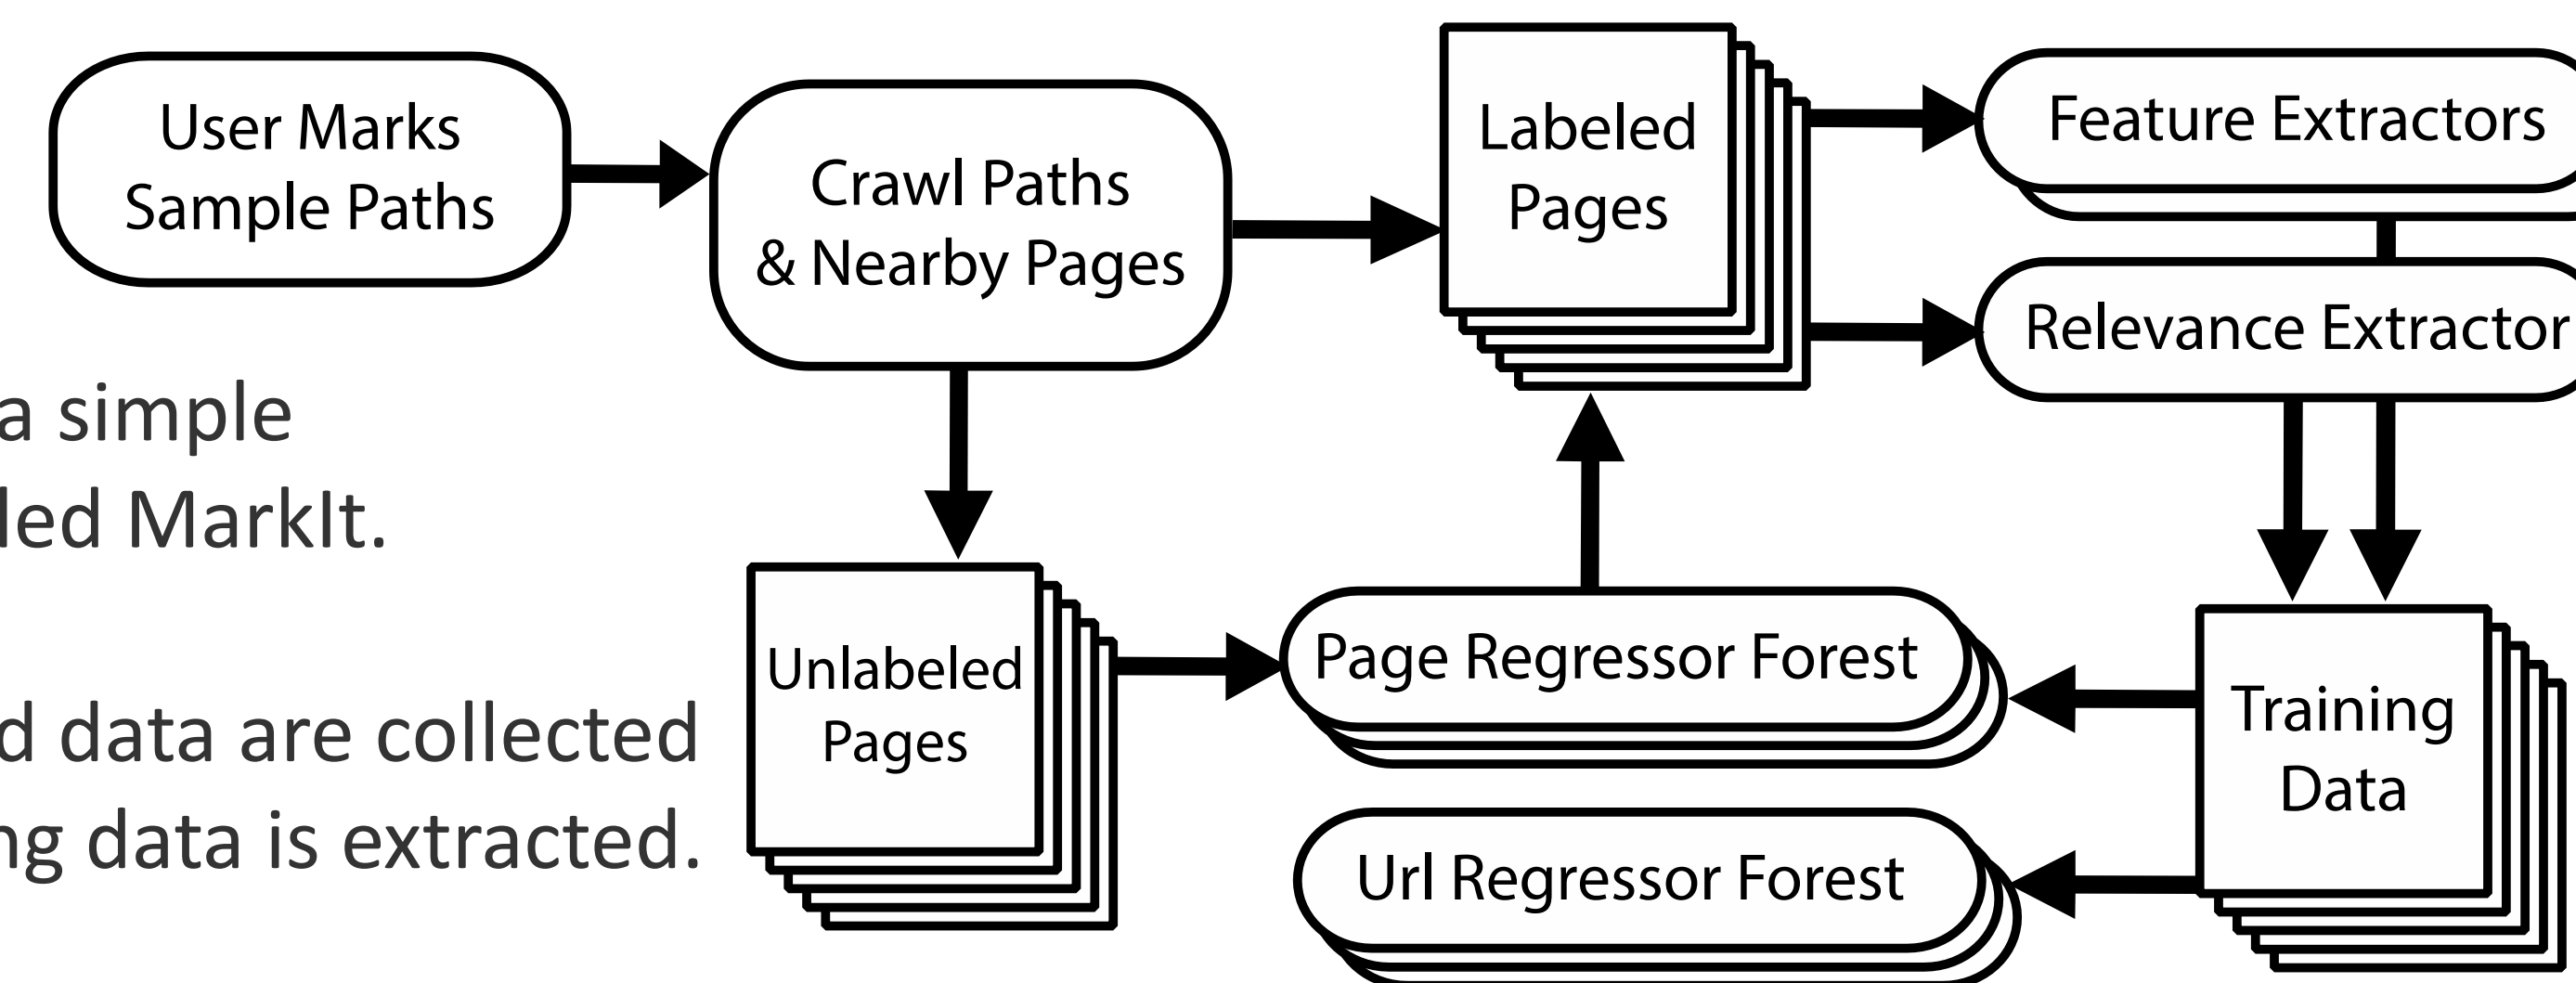 User Marks
Sample Paths
Crawl Paths
& Nearby Pages
Labeled
Pages
Feature Extractors
Relevance Extractor
a simple
led MarkIt.
d data are collected
ng data is extracted.
Unlabeled
Pages
Page Regressor Forest
Url Regressor Forest
Training
Data